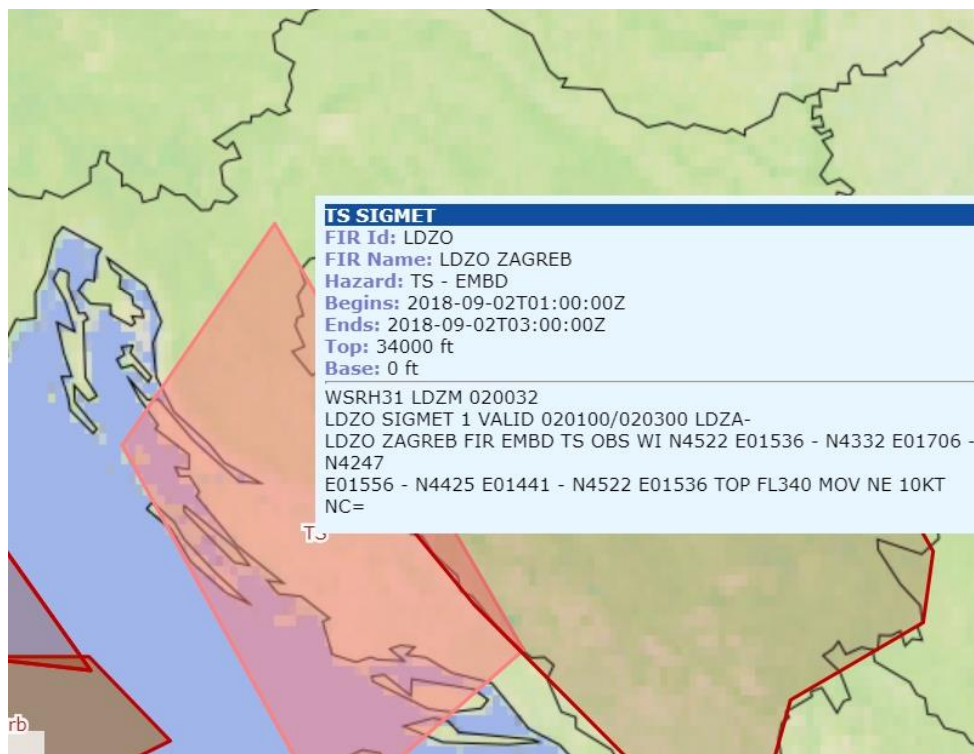 TS SIGMET
FIR Id: LDZO
FIR Name: LDZO ZAGREB
Hazard: TS - EMBD
Begins: 2018-09-02T01:00:00Z
Ends: 2018-09-02T03:00:00Z
Top: 34000 ft
Base: 0 ft
WSRH31 LDZM 020032
LDZO SIGMET 1 VALID 020100/020300 LDZA-
LDZO ZAGREB FIR EMBD TS OBS WI N4522 E01536 - N4332 E01706 -
N4247
E01556 - N4425 E01441 - N4522 E01536 TOP FL340 MOV NE 10KT
NC=
TS
rb